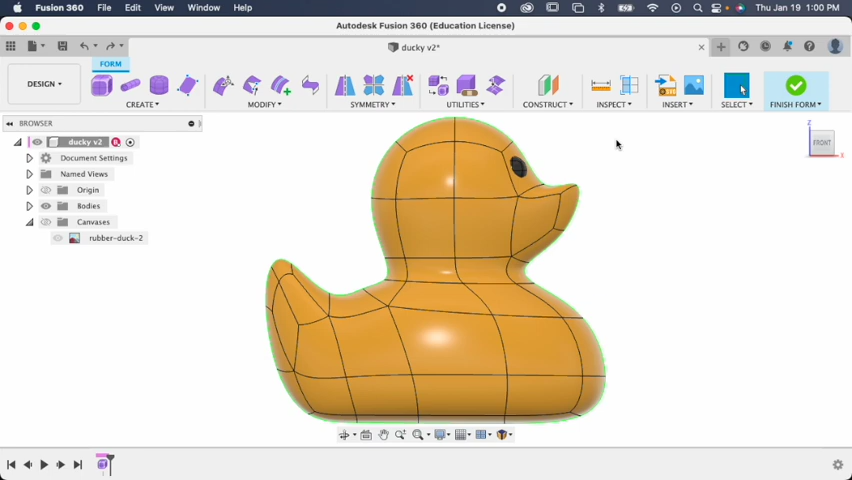 Fusion 360 File Edit View Window Help Thu Jan 19 1:00 PM
Autodesk Fusion 360 (Education License)
ducky v2*
FORM
DESIGN
CREATE MODIFY SYMMETRY UTILITIES CONSTRUCT INSPECT INSERT SELECT FINISH FORM
BROWSER
ducky v2
Document Settings
Named Views
Origin
Bodies
Canvases
rubber-duck-2
Z
FRONT
X